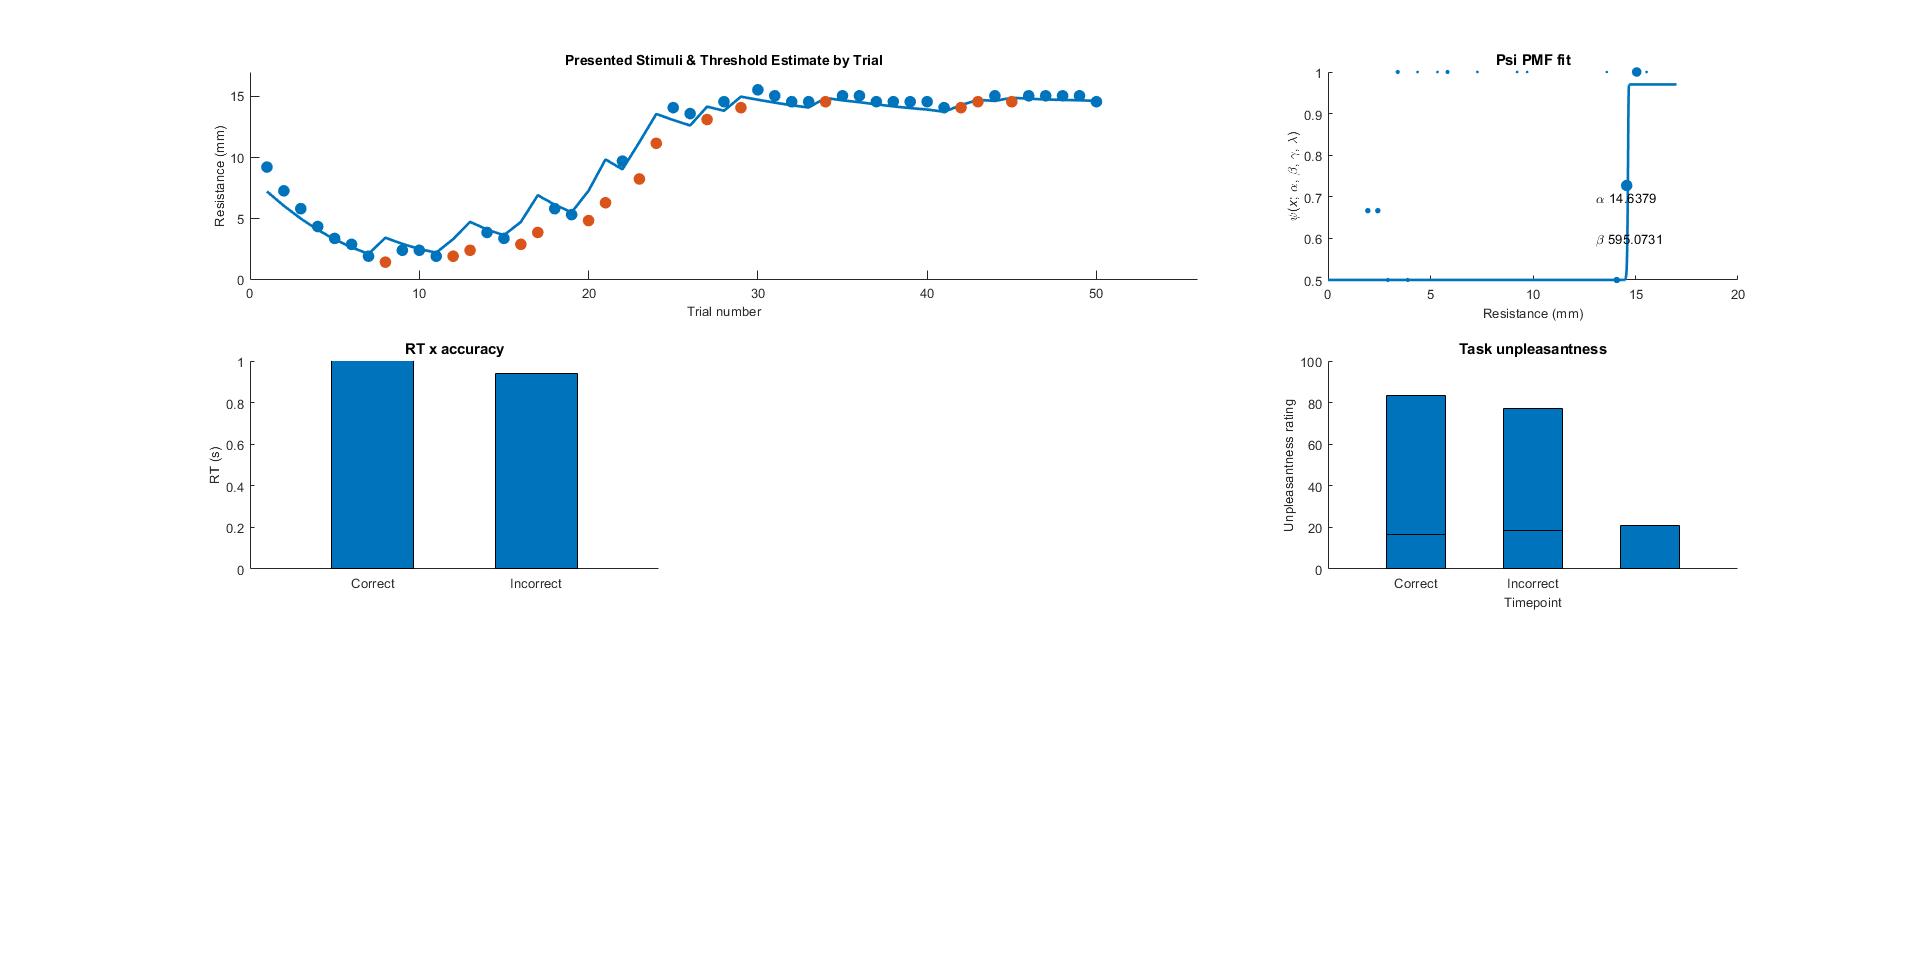 Presented Stimuli & Threshold Estimate by Trial
Resistance (mm)
15
10
5
0
0 10 20 30 40 50
Trial number
Psi PMF fit
ψ(x; α, β, γ, λ)
1
0.9
0.8
0.7
0.6
0.5
α 14.6379
β 595.0731
0 5 10 15 20
Resistance (mm)
RT x accuracy
RT (s)
1
0.8
0.6
0.4
0.2
0
Correct Incorrect
Task unpleasantness
Unpleasantness rating
100
80
60
40
20
0
Correct Incorrect
Timepoint